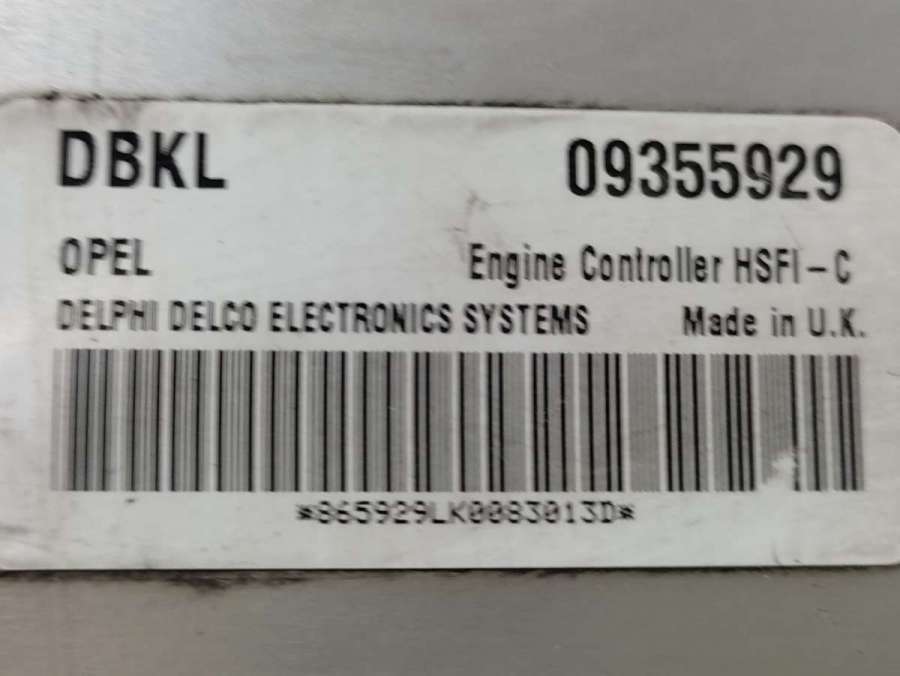 DBKL 09355929
OPEL Engine Controller HSFI-C
DELPHI DELCO ELECTRONICS SYSTEMS Made in U.K.
*865929LK0083013D*